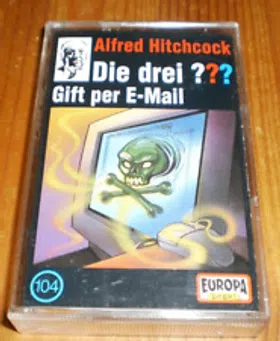 Alfred Hitchcock
Die drei ???
Gift per E-Mail
104
EUROPA